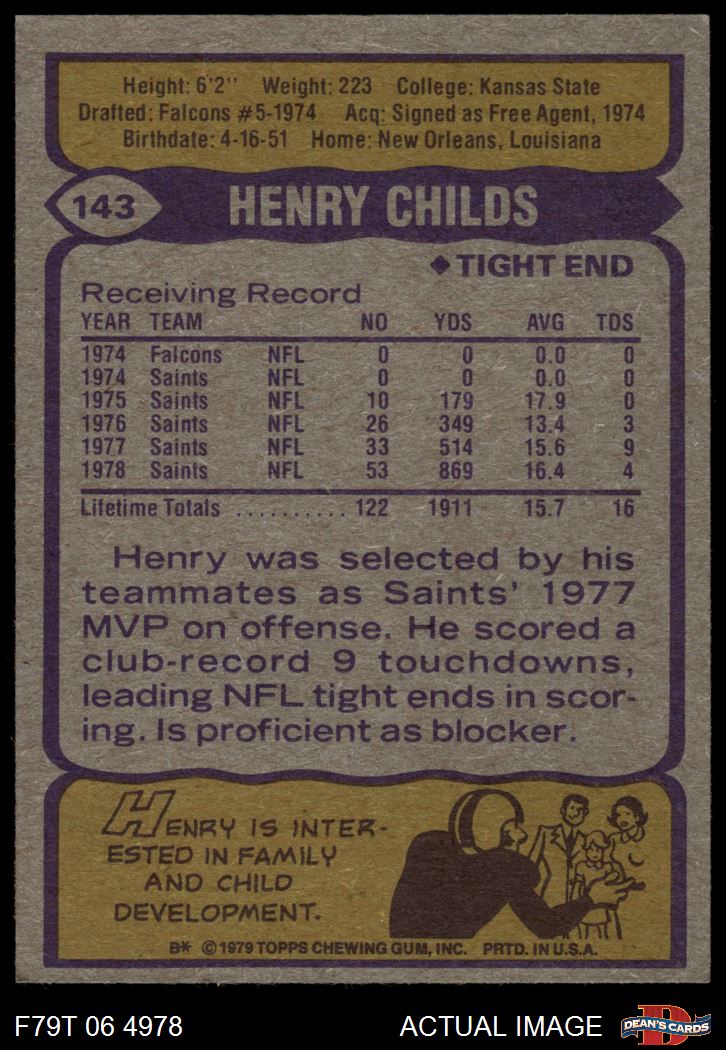 Height: 6'2" Weight: 223 College: Kansas State
Drafted: Falcons #5-1974 Acq: Signed as Free Agent, 1974
Birthdate: 4-16-51 Home: New Orleans, Louisiana
143 HENRY CHILDS
◆TIGHT END
Receiving Record
YEAR TEAM NO YDS AVG TDS
1974 Falcons NFL 0 0 0.0 0
1974 Saints NFL 0 0 0.0 0
1975 Saints NFL 10 179 17.9 0
1976 Saints NFL 26 349 13.4 3
1977 Saints NFL 33 514 15.6 9
1978 Saints NFL 53 869 16.4 4
Lifetime Totals .......... 122 1911 15.7 16
Henry was selected by his
teammates as Saints' 1977
MVP on offense. He scored a
club-record 9 touchdowns,
leading NFL tight ends in scor-
ing. Is proficient as blocker.
HENRY IS INTER-
ESTED IN FAMILY
AND CHILD
DEVELOPMENT.
B* © 1979 TOPPS CHEWING GUM, INC. PRTD. IN U.S.A.
F79T 06 4978 ACTUAL IMAGE D DEAN'S CARDS